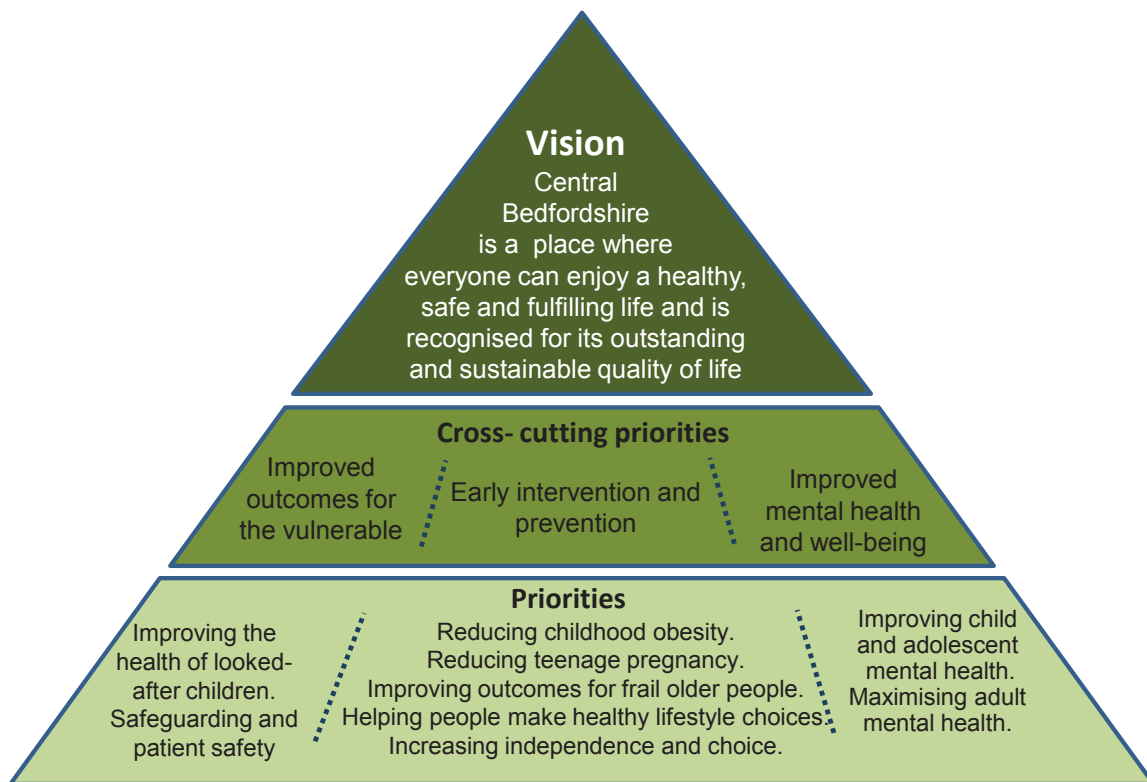 Vision
Central
Bedfordshire
is a place where
everyone can enjoy a healthy,
safe and fulfilling life and is
recognised for its outstanding
and sustainable quality of life
Cross- cutting priorities
Improved
outcomes for
the vulnerable
Early intervention and
prevention
Improved
mental health
and well-being
Priorities
Improving the
health of looked-
after children.
Safeguarding and
patient safety
Reducing childhood obesity.
Reducing teenage pregnancy.
Improving outcomes for frail older people.
Helping people make healthy lifestyle choices.
Increasing independence and choice.
Improving child
and adolescent
mental health.
Maximising adult
mental health.